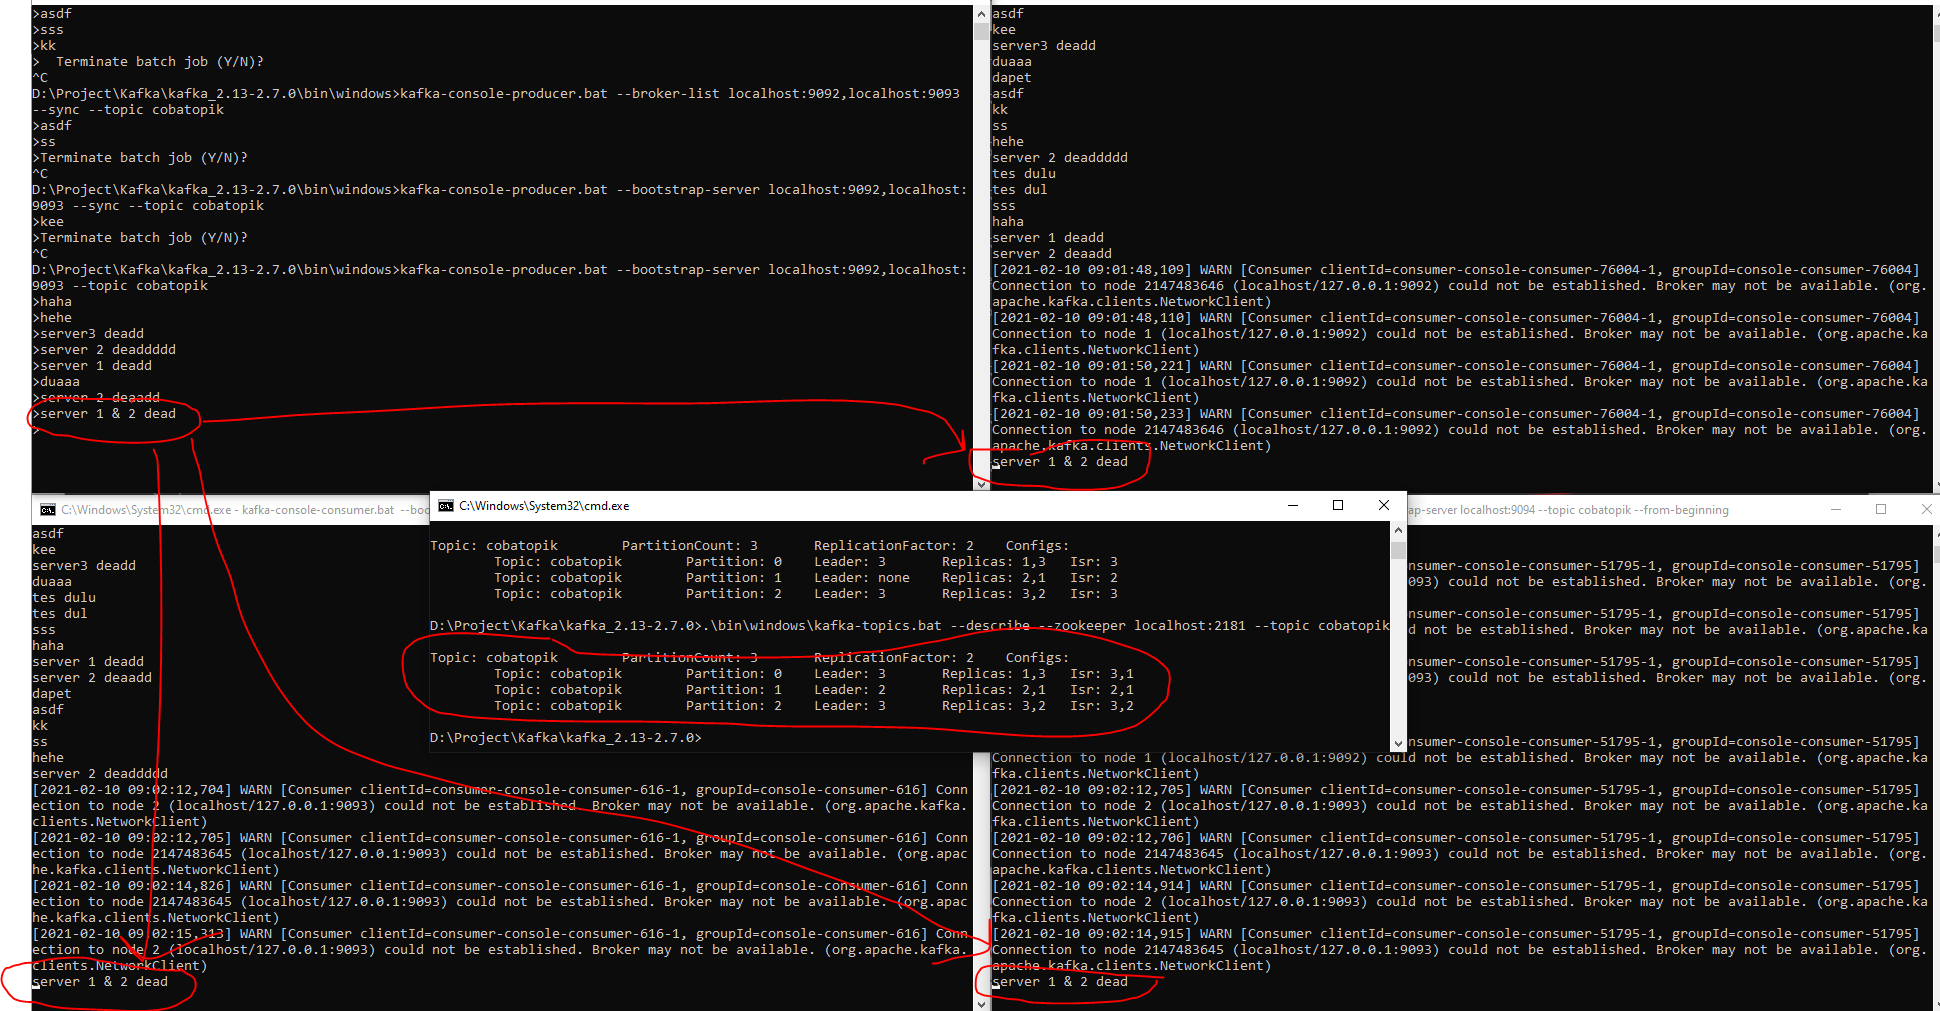 >asdf
>sss
>kk
>  Terminate batch job (Y/N)?
^C
D:\Project\Kafka\kafka_2.13-2.7.0\bin\windows>kafka-console-producer.bat --broker-list localhost:9092,localhost:9093
--sync --topic cobatopik
>asdf
>ss
>Terminate batch job (Y/N)?
^C
D:\Project\Kafka\kafka_2.13-2.7.0\bin\windows>kafka-console-producer.bat --bootstrap-server localhost:9092,localhost:
9093 --sync --topic cobatopik
>kee
>Terminate batch job (Y/N)?
^C
D:\Project\Kafka\kafka_2.13-2.7.0\bin\windows>kafka-console-producer.bat --bootstrap-server localhost:9092,localhost:
9093 --topic cobatopik
>haha
>hehe
>server3 deadd
>server 2 deaddddd
>server 1 deadd
>duaaa
>server 2 deaadd
>server 1 & 2 dead
>
asdf
kee
server3 deadd
duaaa
dapet
asdf
kk
ss
hehe
server 2 deaddddd
tes dulu
tes dul
sss
haha
server 1 deadd
server 2 deaadd
[2021-02-10 09:01:48,109] WARN [Consumer clientId=consumer-console-consumer-76004-1, groupId=console-consumer-76004]
Connection to node 2147483646 (localhost/127.0.0.1:9092) could not be established. Broker may not be available. (org.
apache.kafka.clients.NetworkClient)
[2021-02-10 09:01:48,110] WARN [Consumer clientId=consumer-console-consumer-76004-1, groupId=console-consumer-76004]
Connection to node 1 (localhost/127.0.0.1:9092) could not be established. Broker may not be available. (org.apache.ka
fka.clients.NetworkClient)
[2021-02-10 09:01:50,221] WARN [Consumer clientId=consumer-console-consumer-76004-1, groupId=console-consumer-76004]
Connection to node 1 (localhost/127.0.0.1:9092) could not be established. Broker may not be available. (org.apache.ka
fka.clients.NetworkClient)
[2021-02-10 09:01:50,233] WARN [Consumer clientId=consumer-console-consumer-76004-1, groupId=console-consumer-76004]
Connection to node 2147483646 (localhost/127.0.0.1:9092) could not be established. Broker may not be available. (org.
apache.kafka.clients.NetworkClient)
server 1 & 2 dead
C:\Windows\System32\cmd.exe - kafka-console-consumer.bat  --boo
asdf
kee
server3 deadd
duaaa
tes dulu
tes dul
sss
haha
server 1 deadd
server 2 deaadd
dapet
asdf
kk
ss
hehe
server 2 deaddddd
[2021-02-10 09:02:12,704] WARN [Consumer clientId=consumer-console-consumer-616-1, groupId=console-consumer-616] Conn
ection to node 2 (localhost/127.0.0.1:9093) could not be established. Broker may not be available. (org.apache.kafka.
clients.NetworkClient)
[2021-02-10 09:02:12,705] WARN [Consumer clientId=consumer-console-consumer-616-1, groupId=console-consumer-616] Conn
ection to node 2147483645 (localhost/127.0.0.1:9093) could not be established. Broker may not be available. (org.apac
he.kafka.clients.NetworkClient)
[2021-02-10 09:02:14,826] WARN [Consumer clientId=consumer-console-consumer-616-1, groupId=console-consumer-616] Conn
ection to node 2147483645 (localhost/127.0.0.1:9093) could not be established. Broker may not be available. (org.apac
he.kafka.clients.NetworkClient)
[2021-02-10 09:02:15,313] WARN [Consumer clientId=consumer-console-consumer-616-1, groupId=console-consumer-616] Conn
ection to node 2 (localhost/127.0.0.1:9093) could not be established. Broker may not be available. (org.apache.kafka.
clients.NetworkClient)
server 1 & 2 dead
C:\Windows\System32\cmd.exe
Topic: cobatopik        PartitionCount: 3       ReplicationFactor: 2    Configs:
        Topic: cobatopik        Partition: 0    Leader: 3       Replicas: 1,3   Isr: 3
        Topic: cobatopik        Partition: 1    Leader: none    Replicas: 2,1   Isr: 2
        Topic: cobatopik        Partition: 2    Leader: 3       Replicas: 3,2   Isr: 3
D:\Project\Kafka\kafka_2.13-2.7.0>.\bin\windows\kafka-topics.bat --describe --zookeeper localhost:2181 --topic cobatopik
Topic: cobatopik        PartitionCount: 3       ReplicationFactor: 2    Configs:
        Topic: cobatopik        Partition: 0    Leader: 3       Replicas: 1,3   Isr: 3,1
        Topic: cobatopik        Partition: 1    Leader: 2       Replicas: 2,1   Isr: 2,1
        Topic: cobatopik        Partition: 2    Leader: 3       Replicas: 3,2   Isr: 3,2
D:\Project\Kafka\kafka_2.13-2.7.0>
ap-server localhost:9094 --topic cobatopik --from-beginning
nsumer-console-consumer-51795-1, groupId=console-consumer-51795]
093) could not be established. Broker may not be available. (org.
nsumer-console-consumer-51795-1, groupId=console-consumer-51795]
d not be established. Broker may not be available. (org.apache.ka
nsumer-console-consumer-51795-1, groupId=console-consumer-51795]
093) could not be established. Broker may not be available. (org.
nsumer-console-consumer-51795-1, groupId=console-consumer-51795]
Connection to node 1 (localhost/127.0.0.1:9092) could not be established. Broker may not be available. (org.apache.ka
fka.clients.NetworkClient)
[2021-02-10 09:02:12,705] WARN [Consumer clientId=consumer-console-consumer-51795-1, groupId=console-consumer-51795]
Connection to node 2 (localhost/127.0.0.1:9093) could not be established. Broker may not be available. (org.apache.ka
fka.clients.NetworkClient)
[2021-02-10 09:02:12,706] WARN [Consumer clientId=consumer-console-consumer-51795-1, groupId=console-consumer-51795]
Connection to node 2147483645 (localhost/127.0.0.1:9093) could not be established. Broker may not be available. (org.
apache.kafka.clients.NetworkClient)
[2021-02-10 09:02:14,914] WARN [Consumer clientId=consumer-console-consumer-51795-1, groupId=console-consumer-51795]
Connection to node 2 (localhost/127.0.0.1:9093) could not be established. Broker may not be available. (org.apache.ka
fka.clients.NetworkClient)
[2021-02-10 09:02:14,915] WARN [Consumer clientId=consumer-console-consumer-51795-1, groupId=console-consumer-51795]
Connection to node 2147483645 (localhost/127.0.0.1:9093) could not be established. Broker may not be available. (org.
apache.kafka.clients.NetworkClient)
server 1 & 2 dead